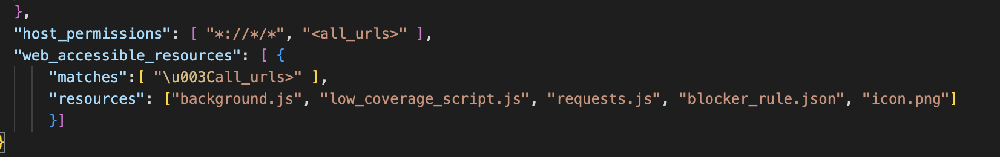 },
"host_permissions": [ "*://*/*", "<all_urls>" ],
"web_accessible_resources": [ {
"matches":[ "\u003Call_urls>" ],
"resources": ["background.js", "low_coverage_script.js", "requests.js", "blocker_rule.json", "icon.png"]
}]
}